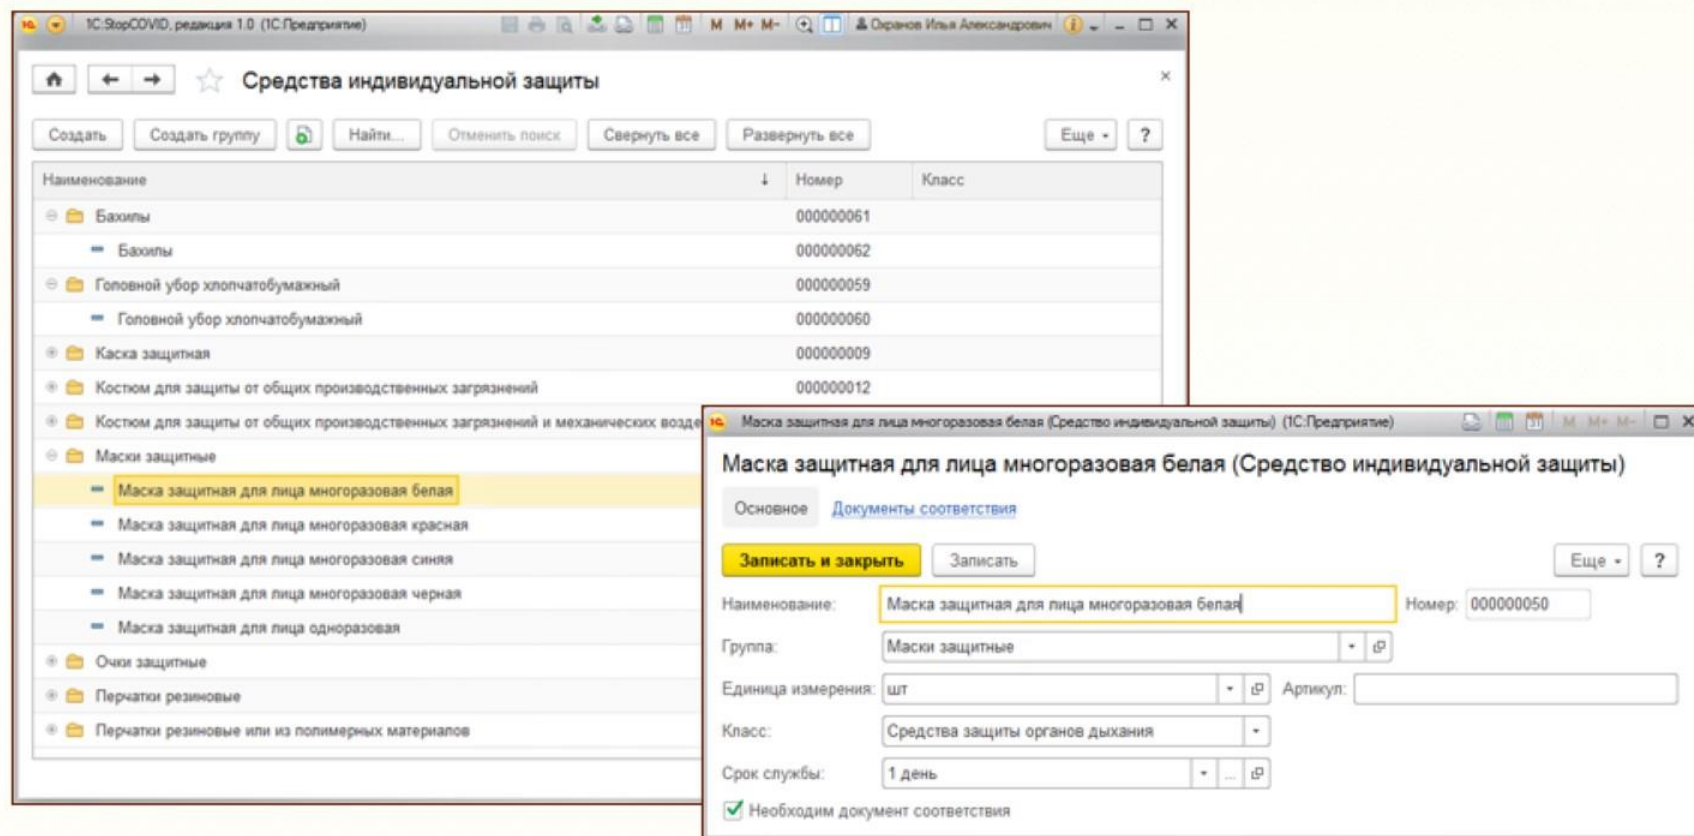 1С:StopCOVID, редакция 1.0 (1С:Предприятие) M M+ M- Охранов Илья Александрович
Средства индивидуальной защиты
Создать Создать группу Найти... Отменить поиск Свернуть все Развернуть все Еще ?
Наименование ↓ Номер Класс
Бахилы 000000061
Бахилы 000000062
Головной убор хлопчатобумажный 000000059
Головной убор хлопчатобумажный 000000060
Каска защитная 000000009
Костюм для защиты от общих производственных загрязнений 000000012
Костюм для защиты от общих производственных загрязнений и механических возде
Маски защитные
Маска защитная для лица многоразовая белая
Маска защитная для лица многоразовая красная
Маска защитная для лица многоразовая синяя
Маска защитная для лица многоразовая черная
Маска защитная для лица одноразовая
Очки защитные
Перчатки резиновые
Перчатки резиновые или из полимерных материалов
Маска защитная для лица многоразовая белая (Средство индивидуальной защиты) (1С:Предприятие) M M+ M-
Маска защитная для лица многоразовая белая (Средство индивидуальной защиты)
Основное Документы соответствия
Записать и закрыть Записать Еще ?
Наименование: Маска защитная для лица многоразовая белая Номер: 000000050
Группа: Маски защитные
Единица измерения: шт Артикул:
Класс: Средства защиты органов дыхания
Срок службы: 1 день ...
Необходим документ соответствия